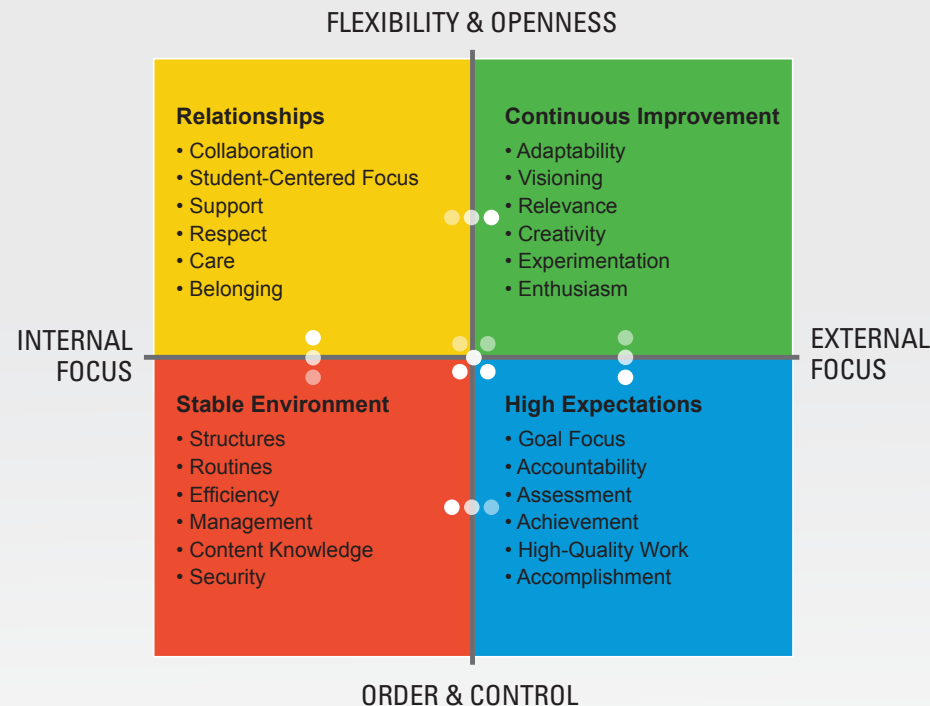 FLEXIBILITY & OPENNESS
Relationships
• Collaboration
• Student-Centered Focus
• Support
• Respect
• Care
• Belonging
Continuous Improvement
• Adaptability
• Visioning
• Relevance
• Creativity
• Experimentation
• Enthusiasm
INTERNAL
FOCUS
EXTERNAL
FOCUS
Stable Environment
• Structures
• Routines
• Efficiency
• Management
• Content Knowledge
• Security
High Expectations
• Goal Focus
• Accountability
• Assessment
• Achievement
• High-Quality Work
• Accomplishment
ORDER & CONTROL